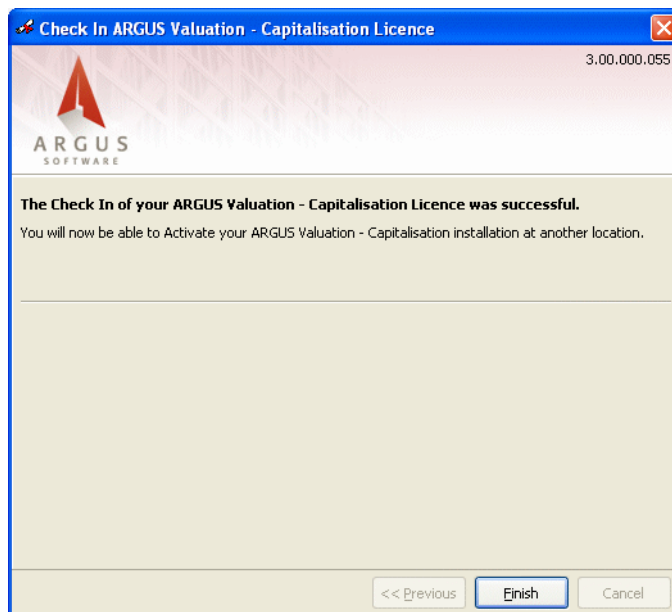 Check In ARGUS Valuation - Capitalisation Licence
3.00.000.055
ARGUS
SOFTWARE
The Check In of your ARGUS Valuation - Capitalisation Licence was successful.
You will now be able to Activate your ARGUS Valuation - Capitalisation installation at another location.
<< Previous Finish Cancel